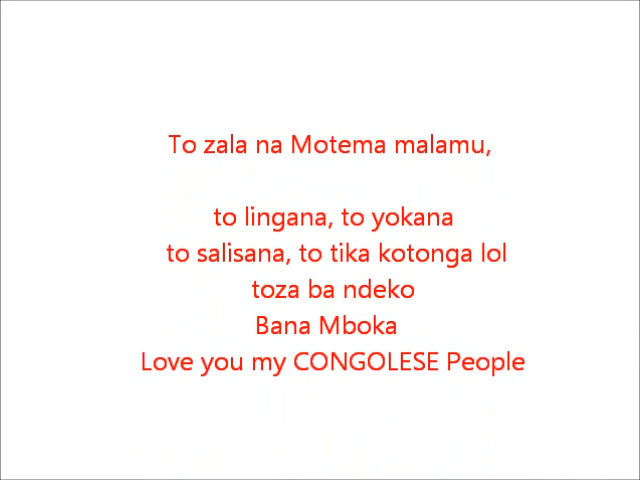 To zala na Motema malamu,
to lingana, to yokana
to salisana, to tika kotonga lol
toza ba ndeko
Bana Mboka
Love you my CONGOLESE People